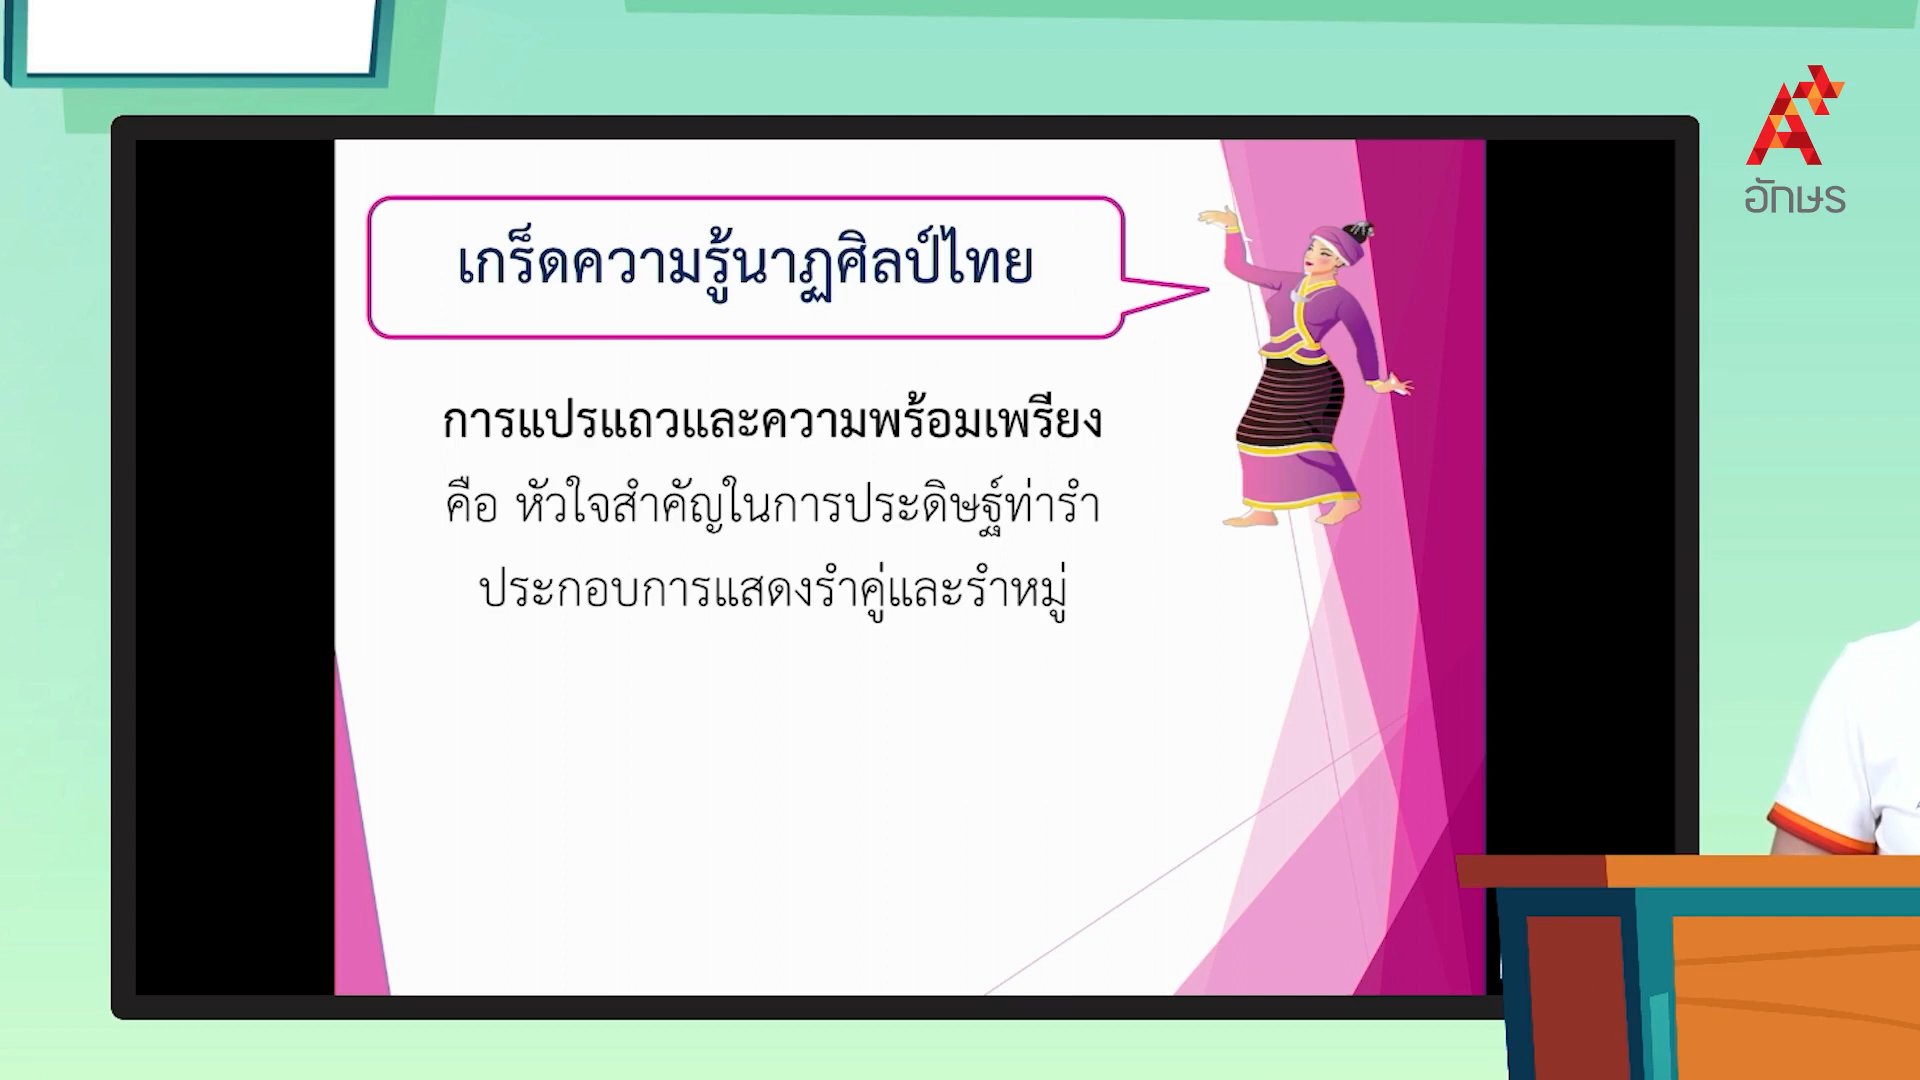 อักษร
เกร็ดความรู้นาฏศิลป์ไทย
การแปรแถวและความพร้อมเพรียง
คือ หัวใจสำคัญในการประดิษฐ์ท่ารำ
ประกอบการแสดงรำคู่และรำหมู่